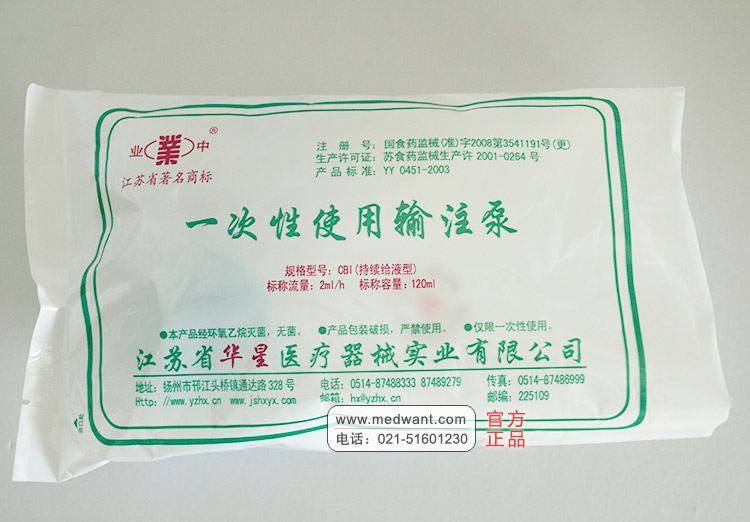 业(業)中®
江苏省著名商标
注册号：国食药监械(准)字2008第3541191号(更)
生产许可证：苏食药监械生产许 2001-0264 号
产品标准：YY 0451-2003
一次性使用输注泵
规格型号：CBI(持续给液型)
标称流量：2ml/h 标称容量：120ml
●本产品经环氧乙烷灭菌，无菌。 ●产品包装破损，严禁使用。 ●仅限一次性使用。
江苏省华星医疗器械实业有限公司
地址：扬州市邗江头桥镇通达路328号 电话：0514-87488333 87489279 传真：0514-87486999
Http://www.yzhx.cn www.jshxyx.com 邮箱：hx@yzhx.cn 邮编：225109
www.medwant.com 官方
电话：021-51601230 正品